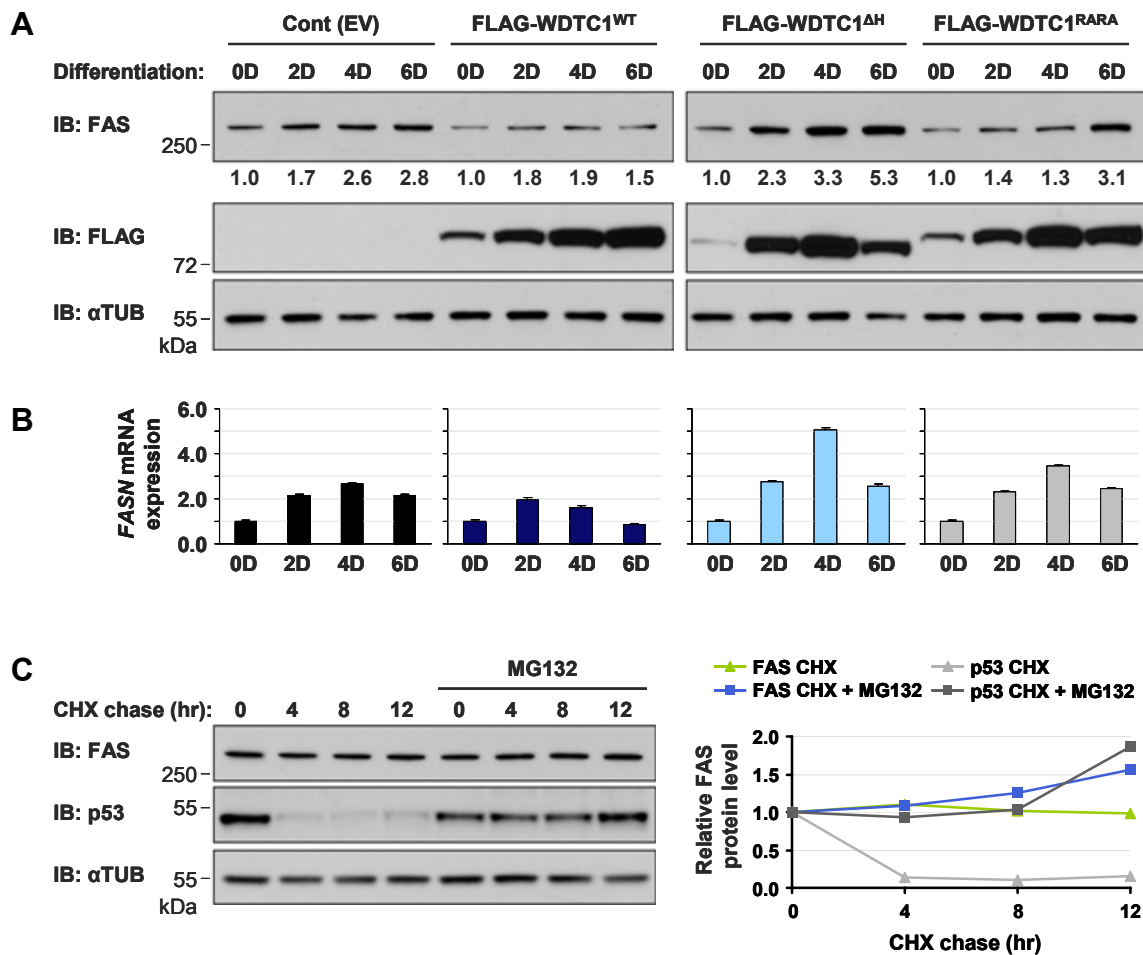 A
Cont (EV) FLAG-WDTC1WT FLAG-WDTC1ΔH FLAG-WDTC1RARA
Differentiation: 0D 2D 4D 6D 0D 2D 4D 6D 0D 2D 4D 6D 0D 2D 4D 6D
IB: FAS
250
1.0 1.7 2.6 2.8 1.0 1.8 1.9 1.5 1.0 2.3 3.3 5.3 1.0 1.4 1.3 3.1
IB: FLAG
72
IB: αTUB 55
kDa
B
FASN mRNA
expression
6.0
4.0
2.0
0.0
0D 2D 4D 6D 0D 2D 4D 6D 0D 2D 4D 6D 0D 2D 4D 6D
C
MG132
CHX chase (hr): 0 4 8 12 0 4 8 12
IB: FAS
250
IB: p53 55
IB: αTUB 55
kDa
FAS CHX p53 CHX
FAS CHX + MG132 p53 CHX + MG132
Relative FAS
protein level
2.0
1.5
1.0
0.5
0.0
0 4 8 12
CHX chase (hr)